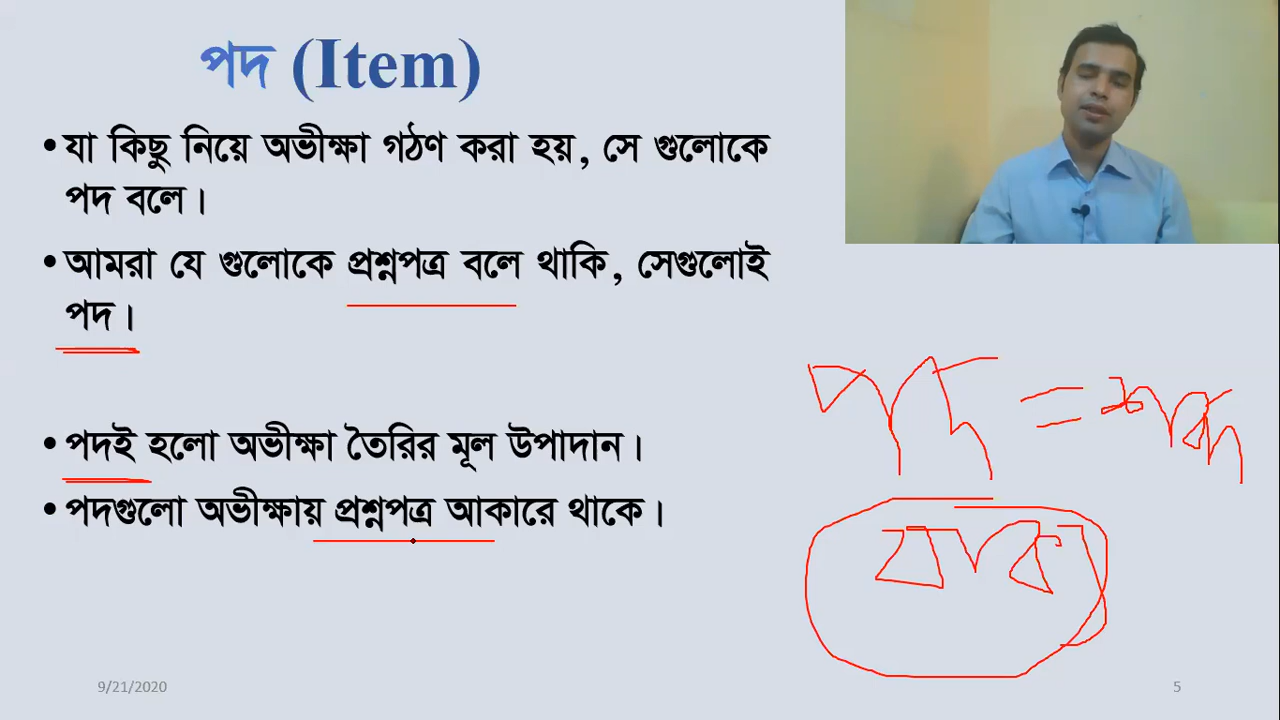 পদ (Item)
• যা কিছু নিয়ে অভীক্ষা গঠণ করা হয়, সে গুলোকে
পদ বলে।
• আমরা যে গুলোকে প্রশ্নপত্র বলে থাকি, সেগুলোই
পদ।
পদ = শব্দ
• পদই হলো অভীক্ষা তৈরির মূল উপাদান।
• পদগুলো অভীক্ষায় প্রশ্নপত্র আকারে থাকে।
9/21/2020
5